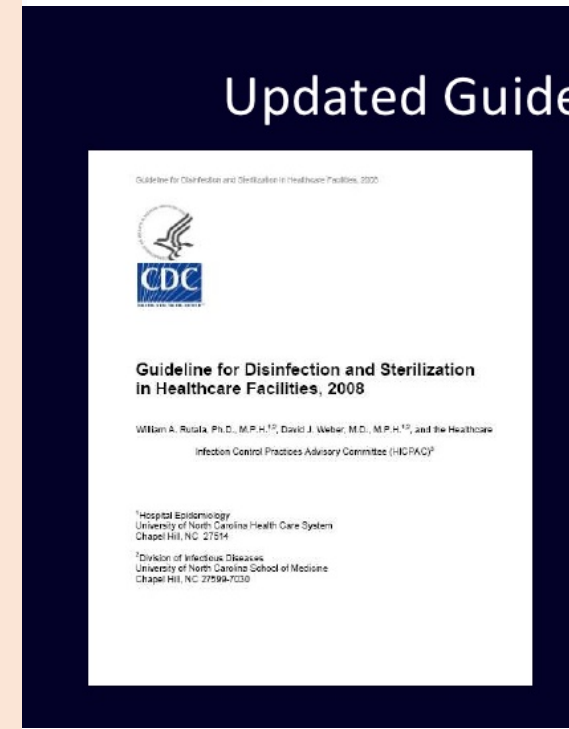 Updated Guide
Guideline for Disinfection and Sterilization in Healthcare Facilities, 2008
CDC
Guideline for Disinfection and Sterilization
in Healthcare Facilities, 2008
William A. Rutala, Ph.D., M.P.H.1,2, David J. Weber, M.D., M.P.H.1,2, and the Healthcare
Infection Control Practices Advisory Committee (HICPAC)3
1Hospital Epidemiology
University of North Carolina Health Care System
Chapel Hill, NC 27514
2Division of Infectious Diseases
University of North Carolina School of Medicine
Chapel Hill, NC 27599-7030